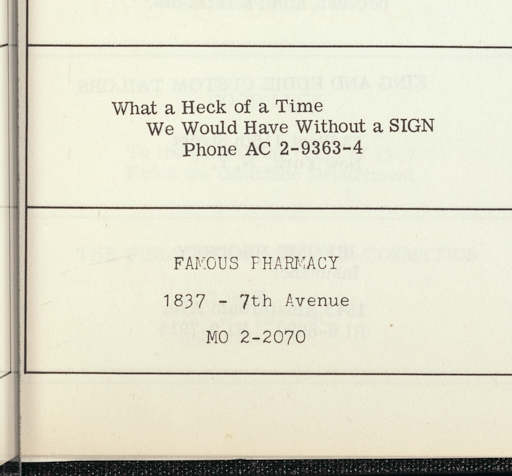 What a Heck of a Time
We Would Have Without a SIGN
Phone AC 2-9363-4
FAMOUS PHARMACY
1837 - 7th Avenue
MO 2-2070